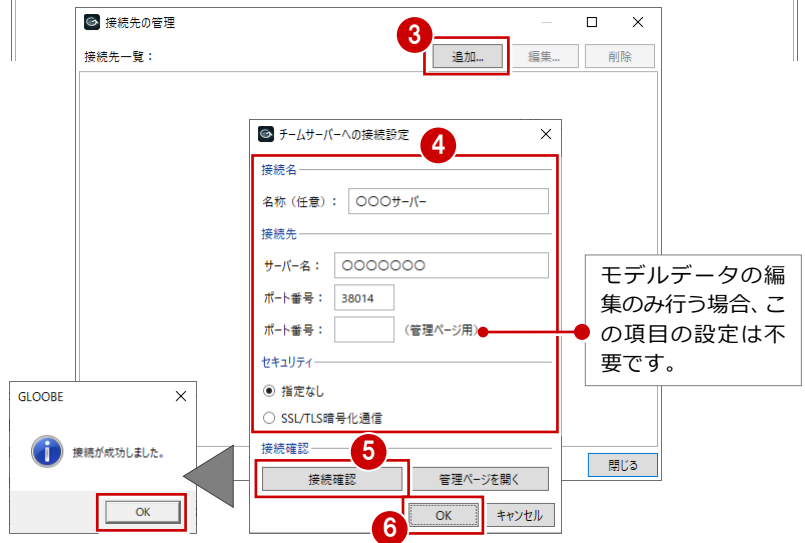 接続先の管理
3
接続先一覧：
追加...
編集...
削除
チームサーバーへの接続設定
4
接続名
名称（任意）：
〇〇〇サーバー
接続先
サーバー名：
〇〇〇〇〇〇〇
ポート番号：
38014
ポート番号：
（管理ページ用）
モデルデータの編
集のみ行う場合、こ
の項目の設定は不
要です。
セキュリティ
指定なし
SSL/TLS暗号化通信
GLOOBE
接続が成功しました。
OK
接続確認
5
接続確認
管理ページを開く
閉じる
6
OK
キャンセル